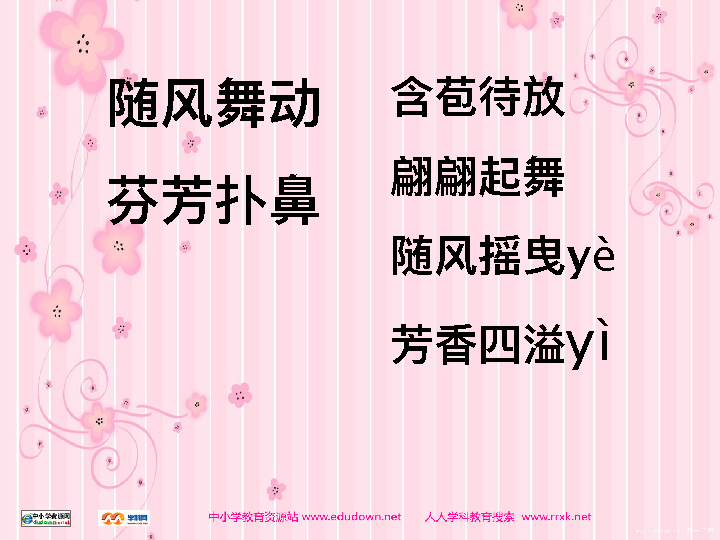 随风舞动
芬芳扑鼻
含苞待放
翩翩起舞
随风摇曳yè
芳香四溢yì
中小学教育资源站 www.edudown.net 人人学科教育搜索 www.rrxk.net